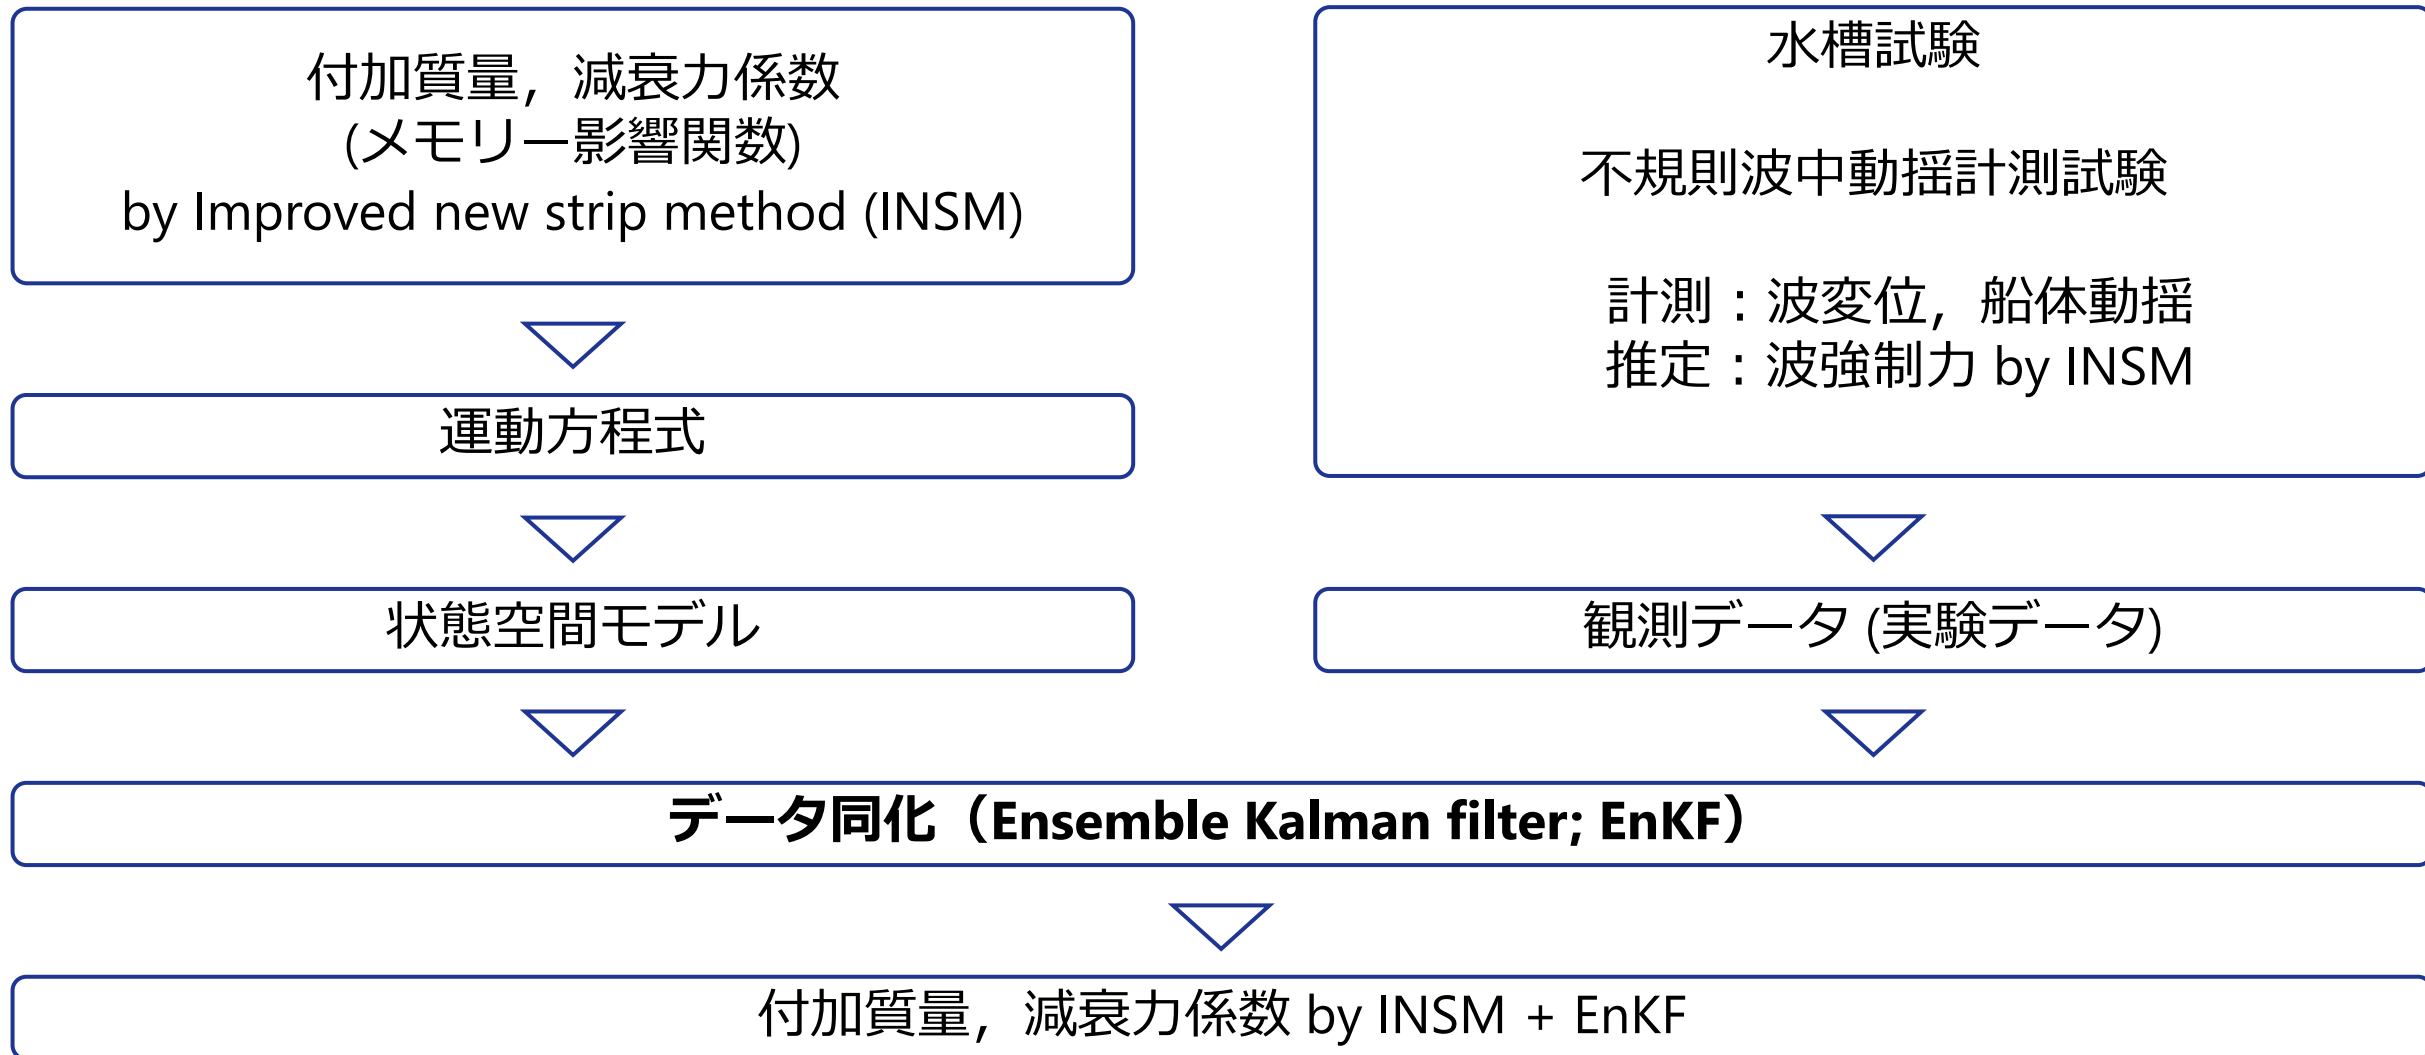 付加質量，減衰力係数
(メモリー影響関数)
by Improved new strip method (INSM)
運動方程式
状態空間モデル
水槽試験
不規則波中動揺計測試験
計測：波変位，船体動揺
推定：波強制力 by INSM
観測データ (実験データ)
データ同化（Ensemble Kalman filter; EnKF）
付加質量，減衰力係数 by INSM + EnKF